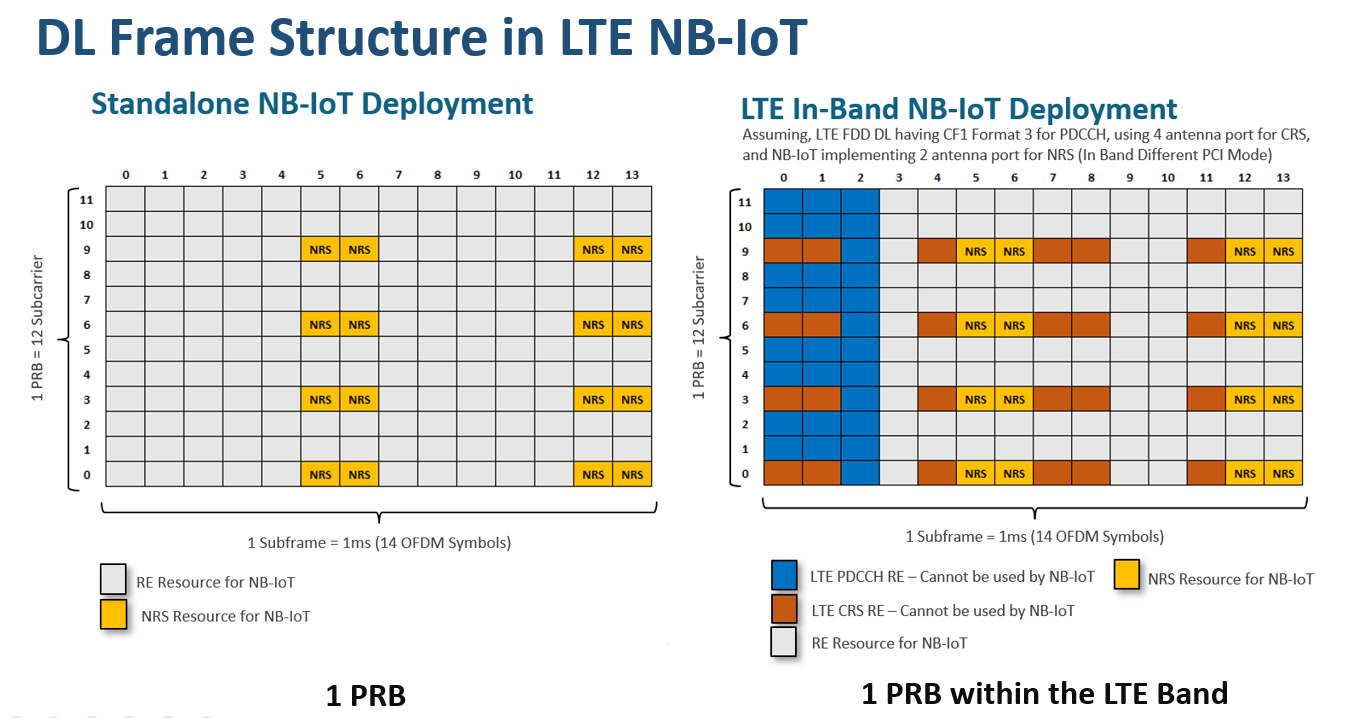 DL Frame Structure in LTE NB-IoT
Standalone NB-IoT Deployment
0 1 2 3 4 5 6 7 8 9 10 11 12 13
11
10
9 NRS NRS NRS NRS
8
7
6 NRS NRS NRS NRS
5
4
3 NRS NRS NRS NRS
2
1
0 NRS NRS NRS NRS
1 PRB = 12 Subcarrier
1 Subframe = 1ms (14 OFDM Symbols)
RE Resource for NB-IoT
NRS Resource for NB-IoT
1 PRB
LTE In-Band NB-IoT Deployment
Assuming, LTE FDD DL having CF1 Format 3 for PDCCH, using 4 antenna port for CRS,
and NB-IoT implementing 2 antenna port for NRS (In Band Different PCI Mode)
0 1 2 3 4 5 6 7 8 9 10 11 12 13
11
10
9 NRS NRS NRS NRS
8
7
6 NRS NRS NRS NRS
5
4
3 NRS NRS NRS NRS
2
1
0 NRS NRS NRS NRS
1 PRB = 12 Subcarrier
1 Subframe = 1ms (14 OFDM Symbols)
LTE PDCCH RE – Cannot be used by NB-IoT
NRS Resource for NB-IoT
LTE CRS RE – Cannot be used by NB-IoT
RE Resource for NB-IoT
1 PRB within the LTE Band